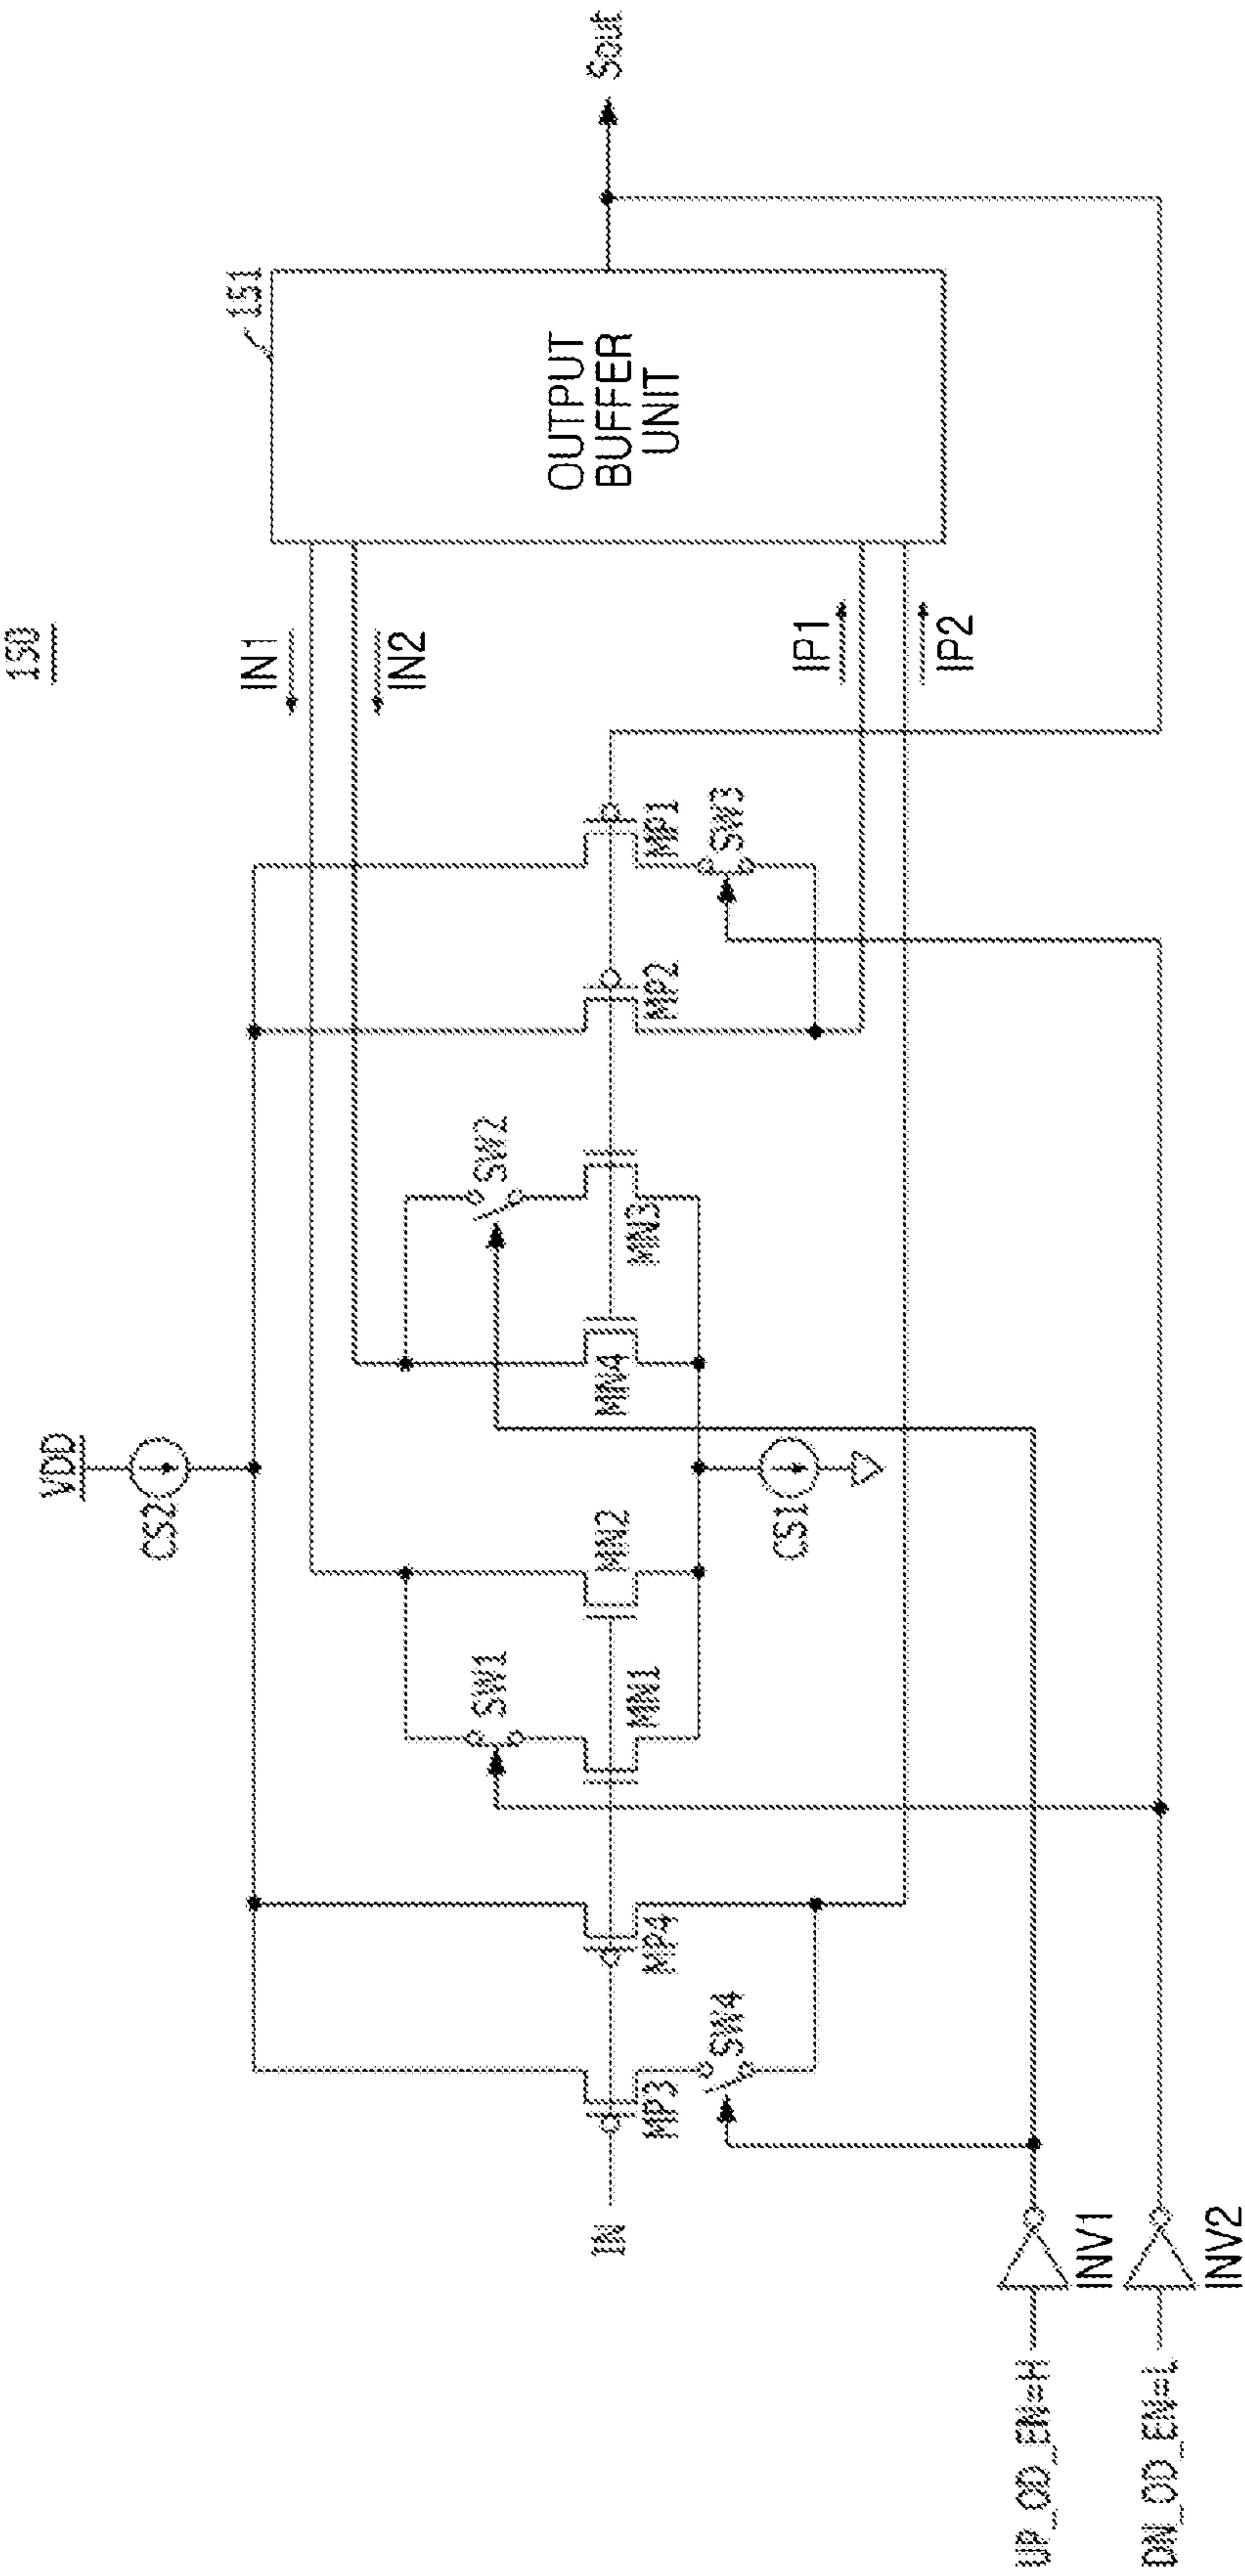 150
VDD
CS2
151
IN1
IN2
SW1
SW2
MP3
MP4
MN1
MN2
MN4
MN3
MP2
MP1
IN
OUTPUT
BUFFER
UNIT
Sout
SW4
CS1
SW3
IP1
IP2
UP_OD_EN=H
INV1
DN_OD_EN=L
INV2